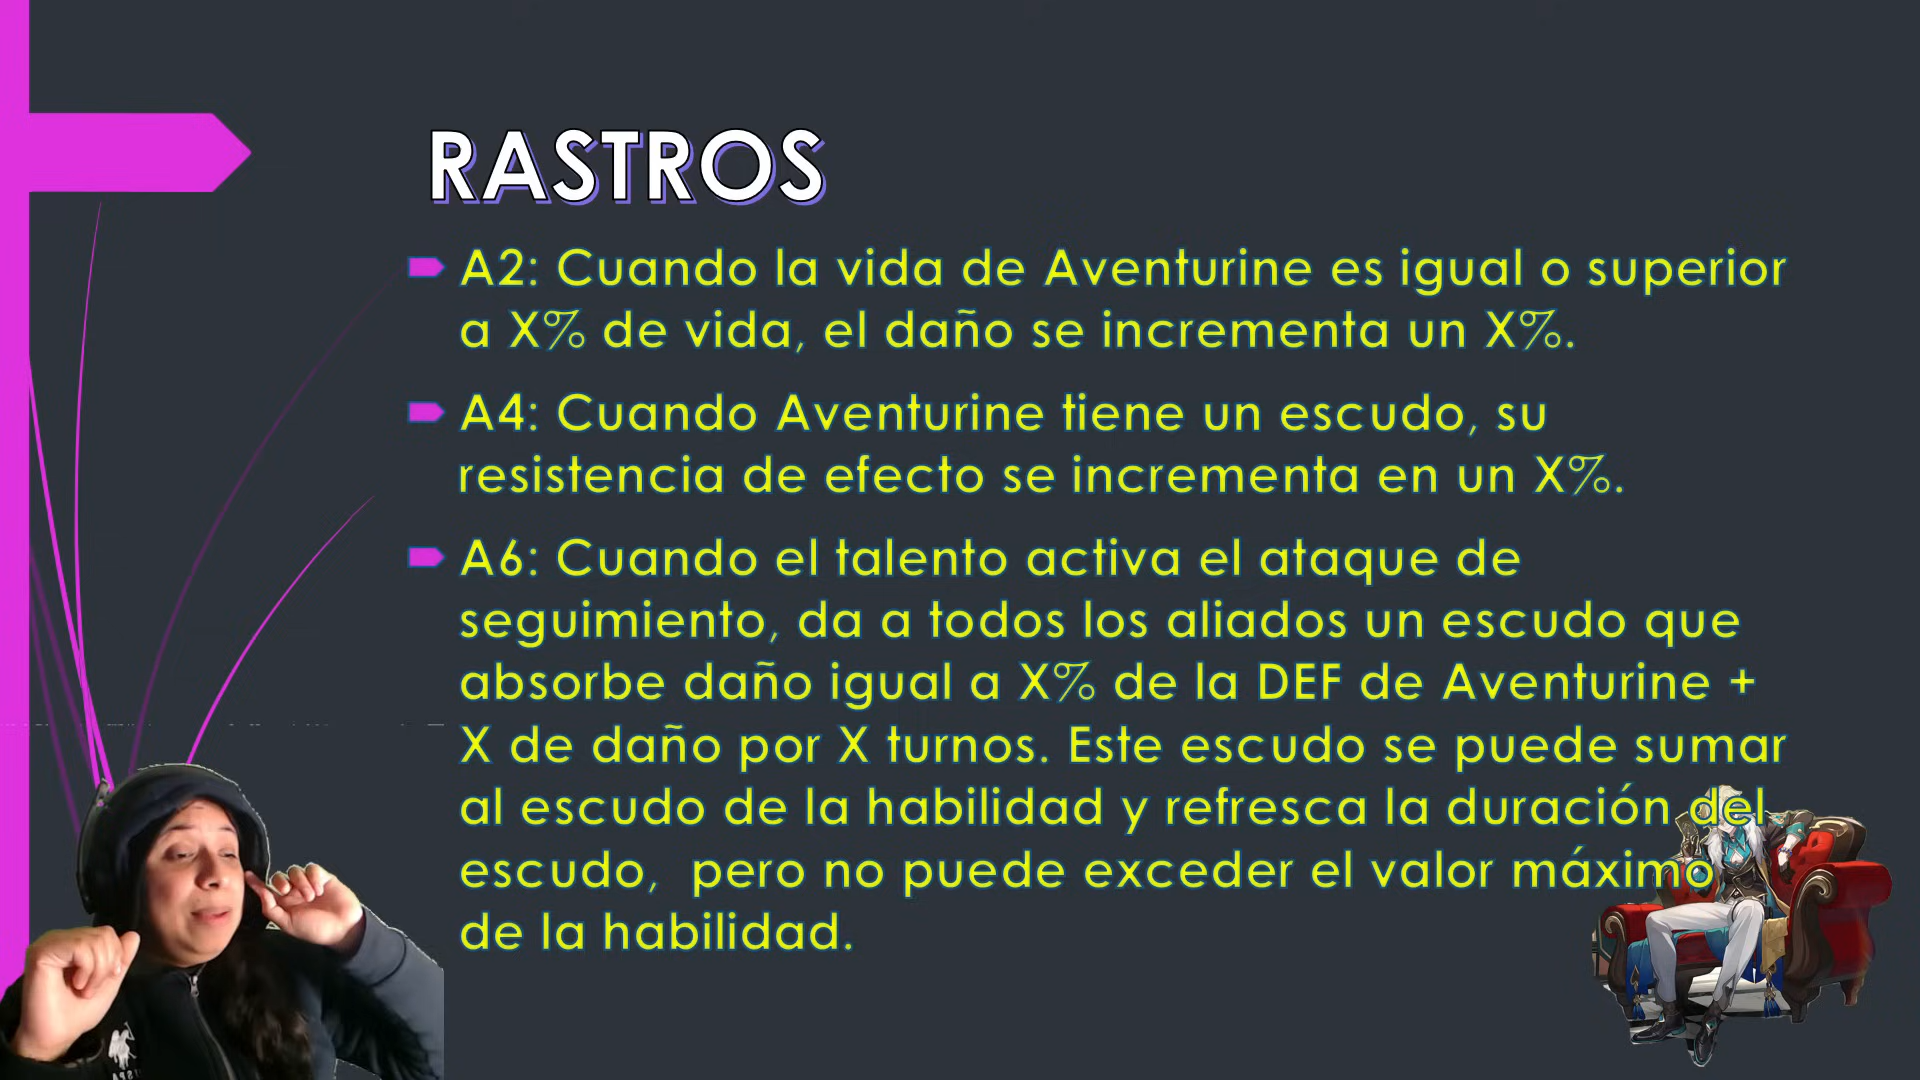 RASTROS
A2: Cuando la vida de Aventurine es igual o superior
a X% de vida, el daño se incrementa un X%.
A4: Cuando Aventurine tiene un escudo, su
resistencia de efecto se incrementa en un X%.
A6: Cuando el talento activa el ataque de
seguimiento, da a todos los aliados un escudo que
absorbe daño igual a X% de la DEF de Aventurine +
X de daño por X turnos. Este escudo se puede sumar
al escudo de la habilidad y refresca la duración del
escudo,  pero no puede exceder el valor máximo
de la habilidad.